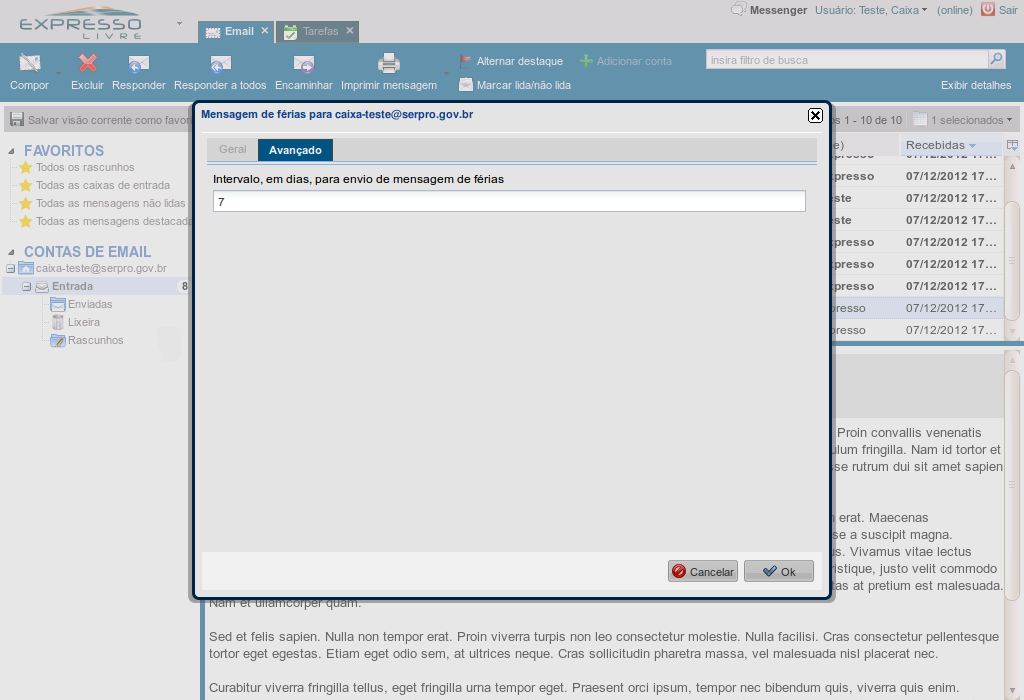 EXPRESSO
LIVRE
Email
Tarefas
Messenger
Usuário: Teste, Caixa
(online)
Sair
Compor
Excluir
Responder
Responder a todos
Encaminhar
Imprimir mensagem
Alternar destaque
Marcar lida/não lida
Adicionar conta
insira filtro de busca
Exibir detalhes
Salvar visão corrente como favori
1 - 10 de 10
1 selecionados
FAVORITOS
Todos os rascunhos
Todas as caixas de entrada
Todas as mensagens não lidas
Todas as mensagens destacada
CONTAS DE EMAIL
caixa-teste@serpro.gov.br
Entrada
8
Enviadas
Lixeira
Rascunhos
Mensagem de férias para caixa-teste@serpro.gov.br
Geral
Avançado
Intervalo, em dias, para envio de mensagem de férias
7
Cancelar
Ok
Recebidas
presso 07/12/2012 17...
ste 07/12/2012 17...
ste 07/12/2012 17...
presso 07/12/2012 17...
presso 07/12/2012 17...
presso 07/12/2012 17...
resso 07/12/2012 17...
resso 07/12/2012 17...
Proin convallis venenatis
ulum fringilla. Nam id tortor et
se rutrum dui sit amet sapien
erat. Maecenas
se a suscipit magna.
us. Vivamus vitae lectus
istique, justo velit commodo
tas at pretium est malesuada.
Nam et ullamcorper quam.
Sed et felis sapien. Nulla non tempor erat. Proin viverra turpis non leo consectetur molestie. Nulla facilisi. Cras consectetur pellentesque
tortor eget egestas. Etiam eget odio sem, at ultrices neque. Cras sollicitudin pharetra massa, vel malesuada nisl placerat nec.
Curabitur viverra fringilla tellus, eget fringilla urna tempor eget. Praesent orci ipsum, tempor nec bibendum quis, viverra quis enim.